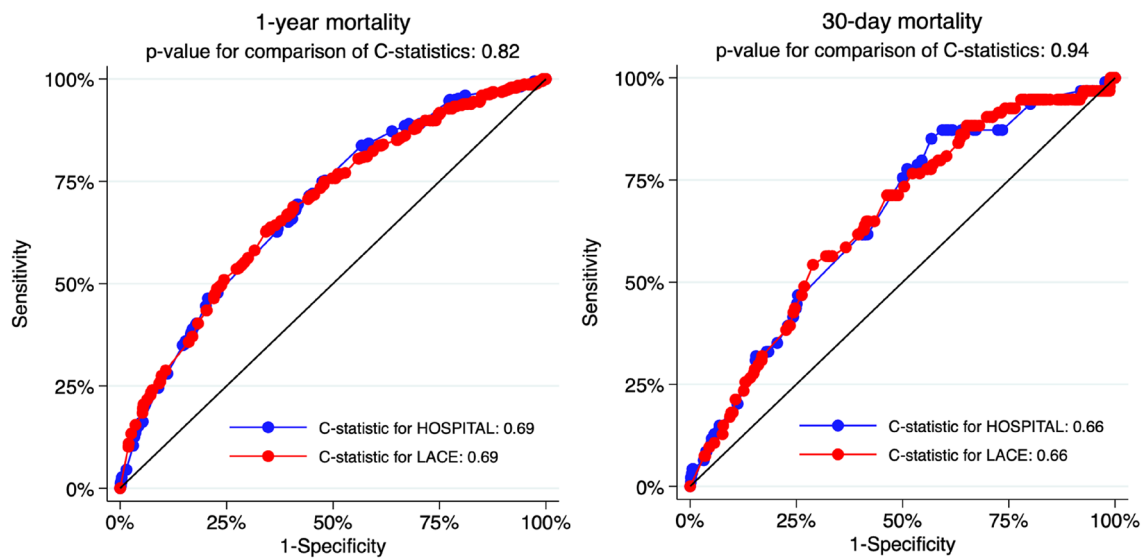 1-year mortality
p-value for comparison of C-statistics: 0.82
100%
75%
50%
25%
0%
Sensitivity
C-statistic for HOSPITAL: 0.69
C-statistic for LACE: 0.69
0%
25%
50%
75%
100%
1-Specificity
30-day mortality
p-value for comparison of C-statistics: 0.94
100%
75%
50%
25%
0%
Sensitivity
C-statistic for HOSPITAL: 0.66
C-statistic for LACE: 0.66
0%
25%
50%
75%
100%
1-Specificity